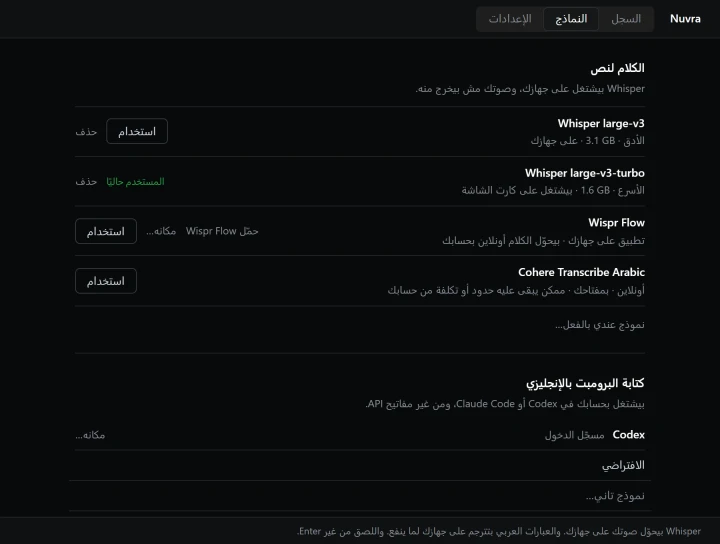 Nuvra
السجل
النماذج
الإعدادات
الكلام لنص
Whisper بيشتغل على جهازك، وصوتك مش بيخرج منه.
Whisper large-v3
الأدق · 3.1 GB · على جهازك
استخدام
حذف
Whisper large-v3-turbo
الأسرع · 1.6 GB · بيشتغل على كارت الشاشة
المستخدم حاليًا
حذف
Wispr Flow
تطبيق على جهازك · بيحوّل الكلام أونلاين بحسابك
حمّل Wispr Flow
مكانه...
استخدام
Cohere Transcribe Arabic
أونلاين · بمفتاحك · ممكن يبقى عليه حدود أو تكلفة من حسابك
استخدام
نموذج عندي بالفعل...
كتابة البرومبت بالإنجليزي
بيشتغل بحسابك في Codex أو Claude Code، ومن غير مفاتيح API.
Codex مسجّل الدخول
مكانه...
الافتراضي
نموذج تاني...
Whisper بيحوّل صوتك على جهازك. والعبارات العربي بتترجم على جهازك لما ينفع. واللصق من غير Enter.